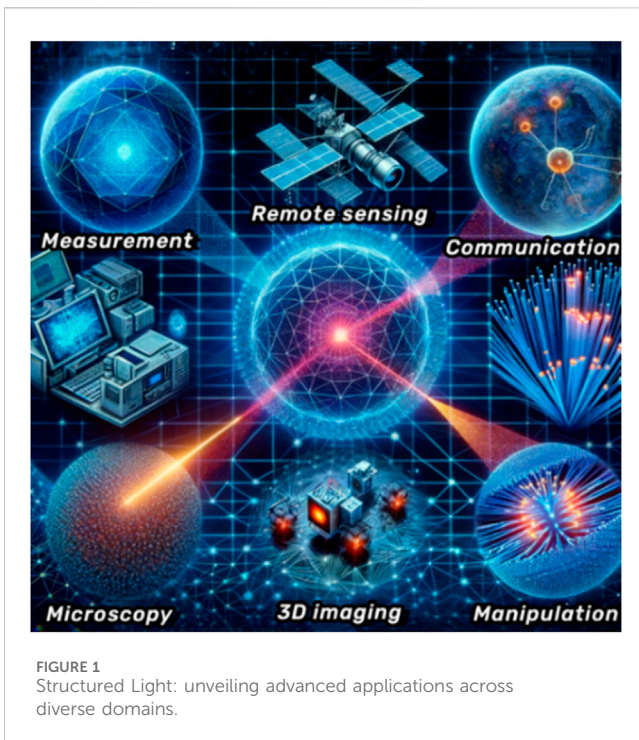 Remote sensing
Measurement
Communication
Microscopy
3D imaging
Manipulation
FIGURE 1
Structured Light: unveiling advanced applications across
diverse domains.